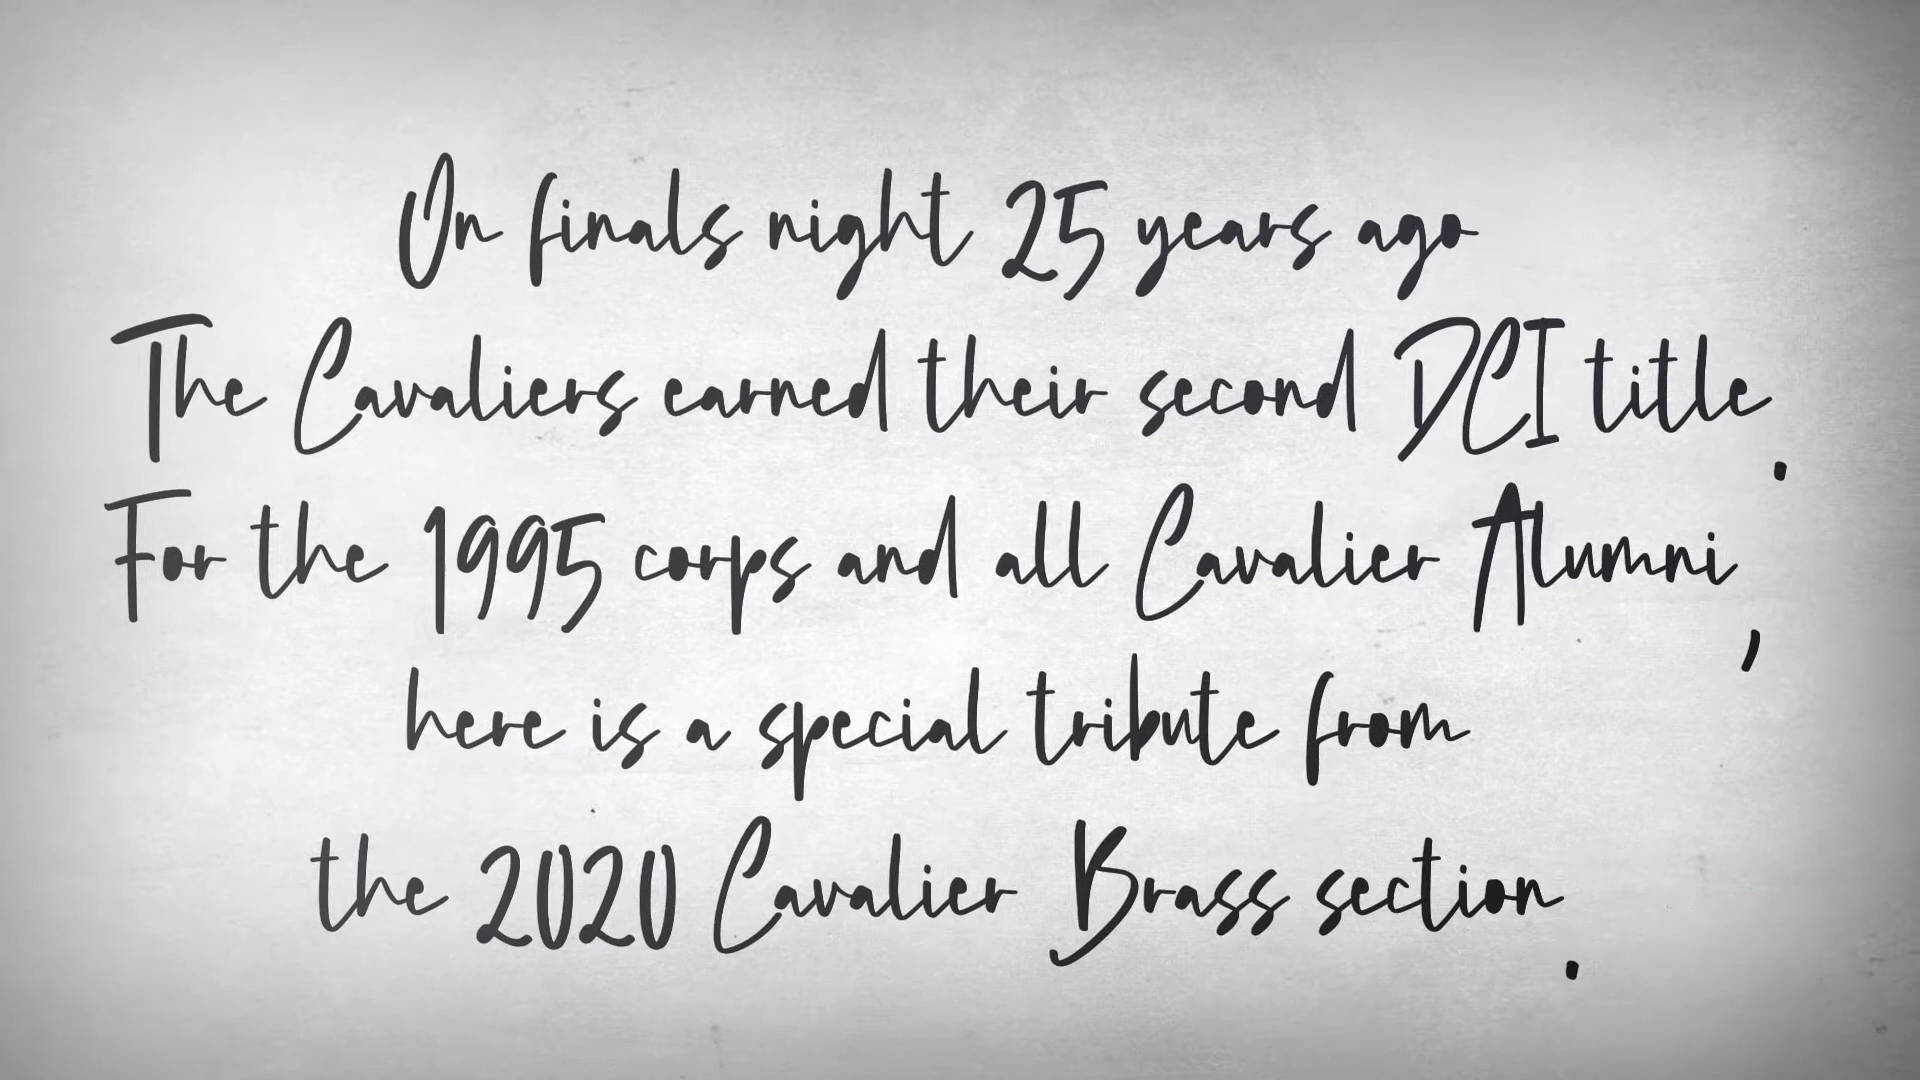 On finals night 25 years ago
The Cavaliers earned their second DCI title.
For the 1995 corps and all Cavalier Alumni,
here is a special tribute from
the 2020 Cavalier Brass section.